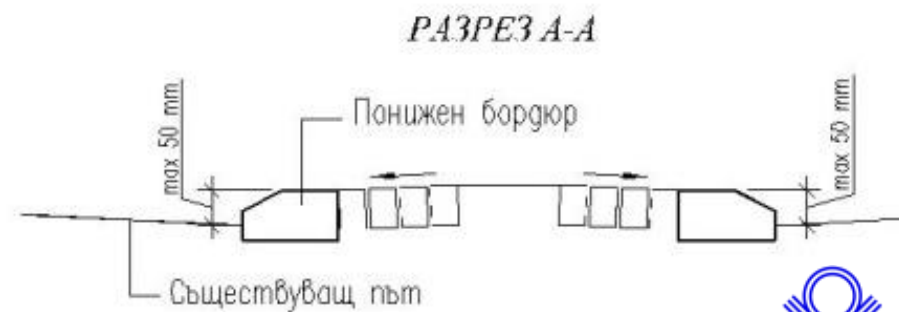 РАЗРЕЗ А-А
max 50 mm
Понижен бордюр
max 50 mm
Съществуващ път